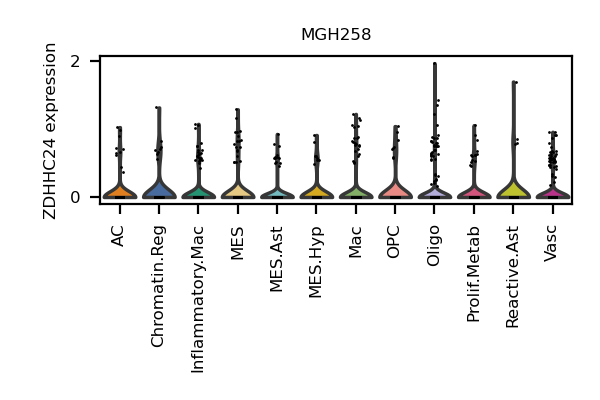 MGH258
ZDHHC24 expression
2
0
AC
Chromatin.Reg
Inflammatory.Mac
MES
MES.Ast
MES.Hyp
Mac
OPC
Oligo
Prolif.Metab
Reactive.Ast
Vasc